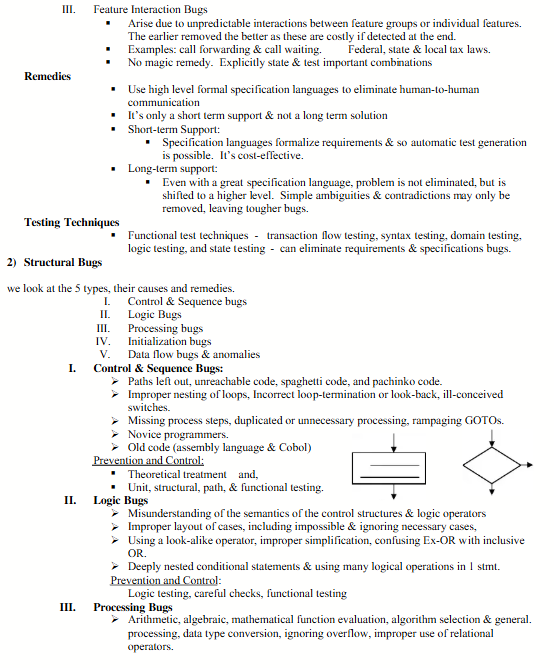 III. Feature Interaction Bugs
▪ Arise due to unpredictable interactions between feature groups or individual features.
The earlier removed the better as these are costly if detected at the end.
▪ Examples: call forwarding & call waiting. Federal, state & local tax laws.
▪ No magic remedy. Explicitly state & test important combinations
Remedies
▪ Use high level formal specification languages to eliminate human-to-human
communication
▪ It's only a short term support & not a long term solution
▪ Short-term Support:
▪ Specification languages formalize requirements & so automatic test generation
is possible. It's cost-effective.
▪ Long-term support:
▪ Even with a great specification language, problem is not eliminated, but is
shifted to a higher level. Simple ambiguities & contradictions may only be
removed, leaving tougher bugs.
Testing Techniques
▪ Functional test techniques - transaction flow testing, syntax testing, domain testing,
logic testing, and state testing - can eliminate requirements & specifications bugs.
2) Structural Bugs
we look at the 5 types, their causes and remedies.
I. Control & Sequence bugs
II. Logic Bugs
III. Processing bugs
IV. Initialization bugs
V. Data flow bugs & anomalies
I. Control & Sequence Bugs:
➢ Paths left out, unreachable code, spaghetti code, and pachinko code.
➢ Improper nesting of loops, Incorrect loop-termination or look-back, ill-conceived
switches.
➢ Missing process steps, duplicated or unnecessary processing, rampaging GOTOs.
➢ Novice programmers.
➢ Old code (assembly language & Cobol)
Prevention and Control:
▪ Theoretical treatment and,
▪ Unit, structural, path, & functional testing.
II. Logic Bugs
➢ Misunderstanding of the semantics of the control structures & logic operators
➢ Improper layout of cases, including impossible & ignoring necessary cases,
➢ Using a look-alike operator, improper simplification, confusing Ex-OR with inclusive
OR.
➢ Deeply nested conditional statements & using many logical operations in 1 stmt.
Prevention and Control:
Logic testing, careful checks, functional testing
III. Processing Bugs
➢ Arithmetic, algebraic, mathematical function evaluation, algorithm selection & general.
processing, data type conversion, ignoring overflow, improper use of relational
operators.